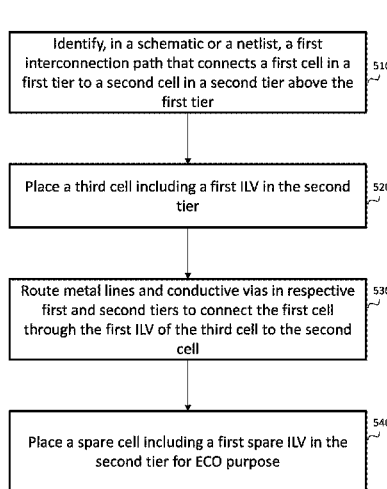 Identify, in a schematic or a netlist, a first
interconnection path that connects a first cell in a
first tier to a second cell in a second tier above the
first tier
510
Place a third cell including a first ILV in the second
tier
520
Route metal lines and conductive vias in respective
first and second tiers to connect the first cell
through the first ILV of the third cell to the second
cell
530
Place a spare cell including a first spare ILV in the
second tier for ECO purpose
540